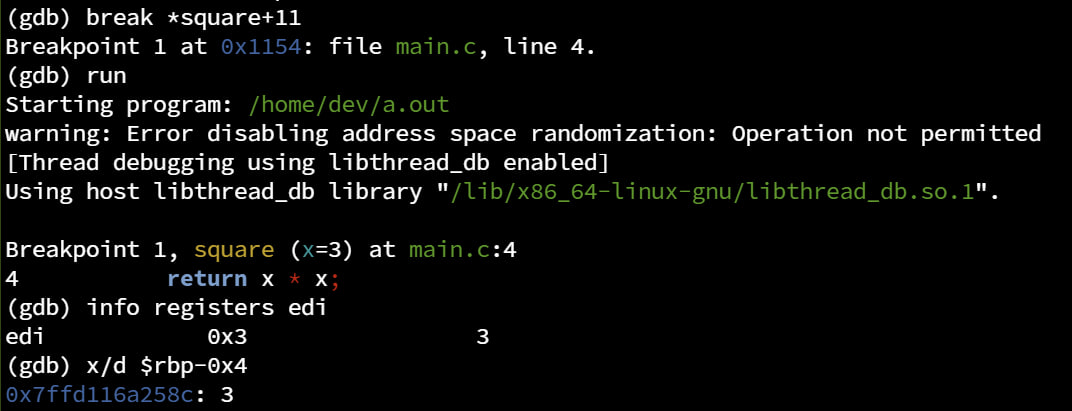 (gdb) break *square+11
Breakpoint 1 at 0x1154: file main.c, line 4.
(gdb) run
Starting program: /home/dev/a.out
warning: Error disabling address space randomization: Operation not permitted
[Thread debugging using libthread_db enabled]
Using host libthread_db library "/lib/x86_64-linux-gnu/libthread_db.so.1".
Breakpoint 1, square (x=3) at main.c:4
4 return x * x;
(gdb) info registers edi
edi 0x3 3
(gdb) x/d $rbp-0x4
0x7ffd116a258c: 3